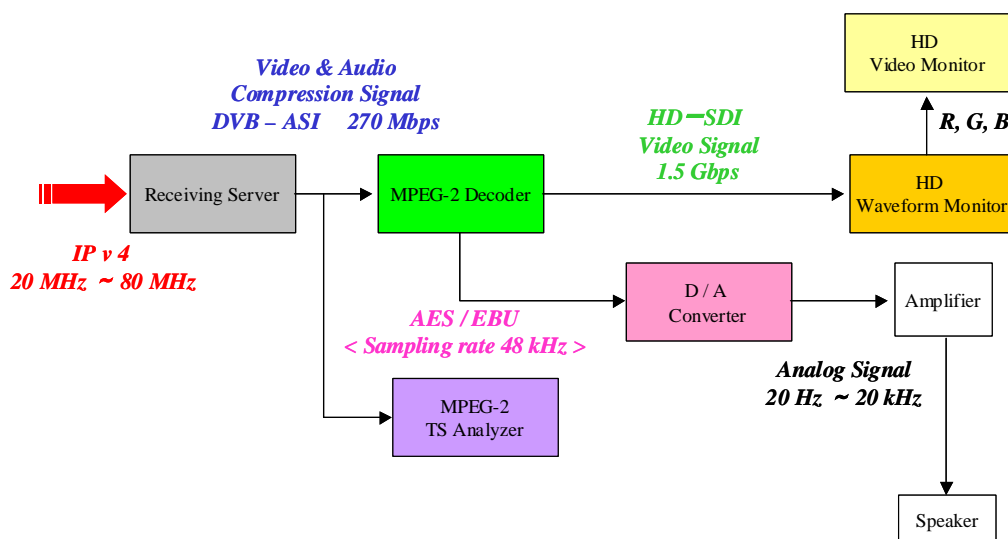 HD
Video Monitor
Video & Audio
Compression Signal
DVB – ASI 270 Mbps
HD－SDI
Video Signal
1.5 Gbps
R, G, B
Receiving Server
MPEG-2 Decoder
HD
Waveform Monitor
IP v 4
20 MHz ~ 80 MHz
D / A
Converter
Amplifier
AES / EBU
< Sampling rate 48 kHz >
Analog Signal
20 Hz ~ 20 kHz
MPEG-2
TS Analyzer
Speaker